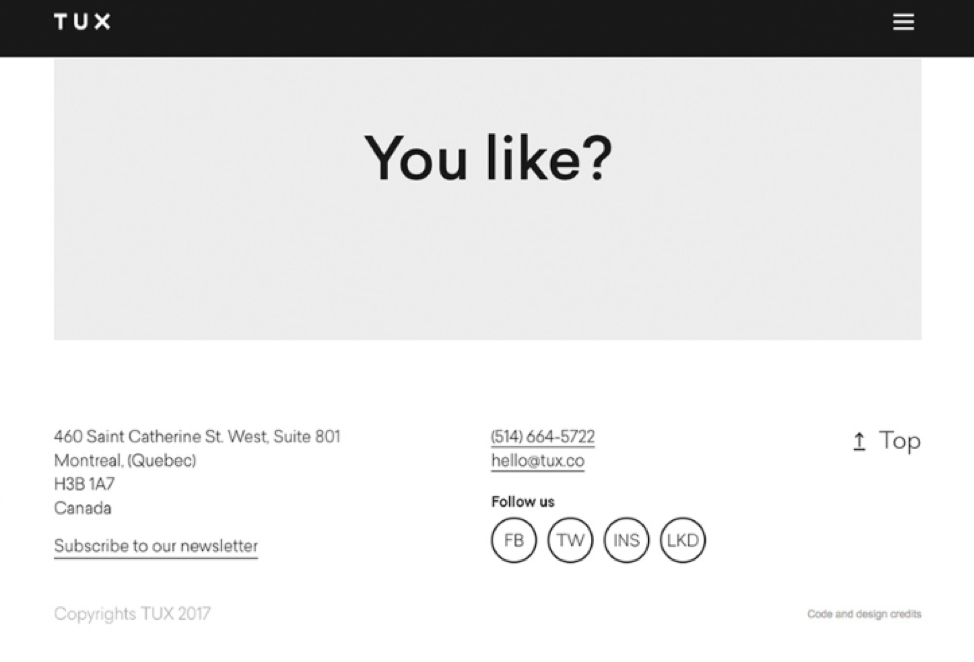 TUX
You like?
460 Saint Catherine St. West, Suite 801
Montreal, (Quebec)
H3B 1A7
Canada
Subscribe to our newsletter
(514) 664-5722
hello@tux.co
Follow us
FB TW INS LKD
Top
Copyrights TUX 2017
Code and design credits